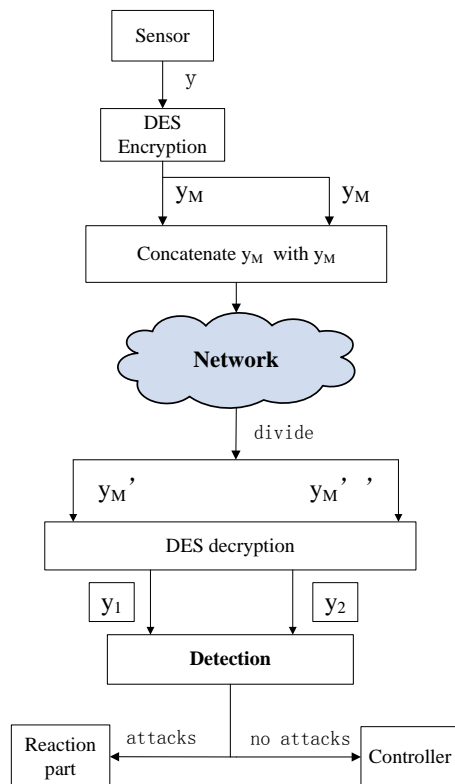 Sensor
y
DES
Encryption
yM yM
Concatenate yM with yM
Network
divide
yM’ yM’’
DES decryption
y1 y2
Detection
attacks no attacks
Reaction
part
Controller